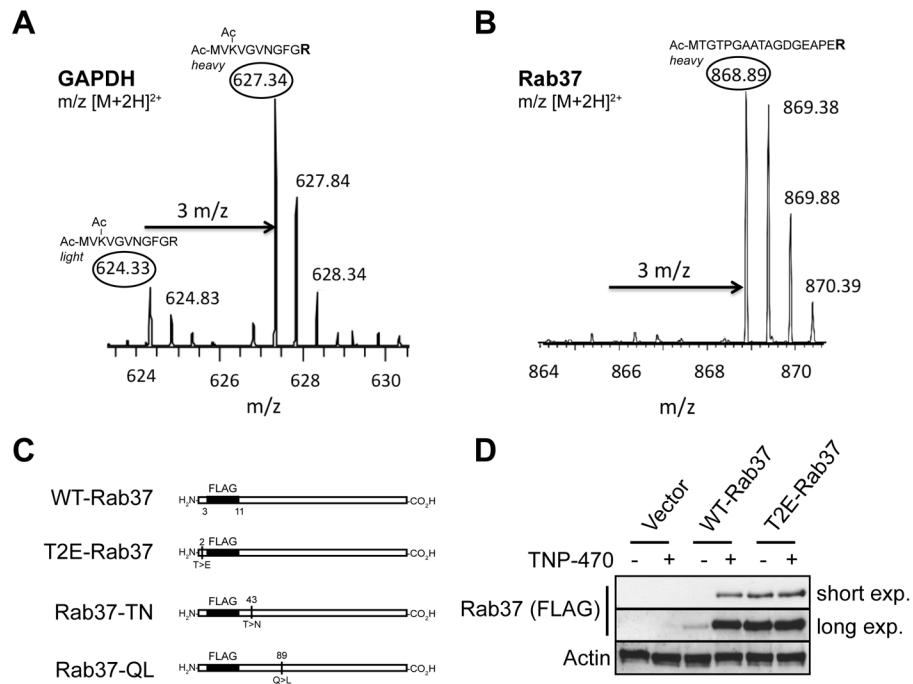 A
Ac
Ac-MVKVGVNGFGR
heavy
627.34
GAPDH
m/z [M+2H]²⁺
627.84
3 m/z
Ac
Ac-MVKVGVNGFGR
light
624.33
624.83
628.34
624 626 628 630
m/z
B
Ac-MTGTPGAATAGDGEAPER
heavy
868.89
Rab37
m/z [M+2H]²⁺
869.38
869.88
3 m/z
870.39
864 866 868 870
m/z
C
WT-Rab37
FLAG
H₂N CO₂H
3 11
T2E-Rab37
2 FLAG
H₂N CO₂H
T>E
Rab37-TN
FLAG 43
H₂N CO₂H
T>N
Rab37-QL
FLAG 89
H₂N CO₂H
Q>L
D
Vector WT-Rab37 T2E-Rab37
TNP-470 - + - + - +
Rab37 (FLAG) short exp.
long exp.
Actin